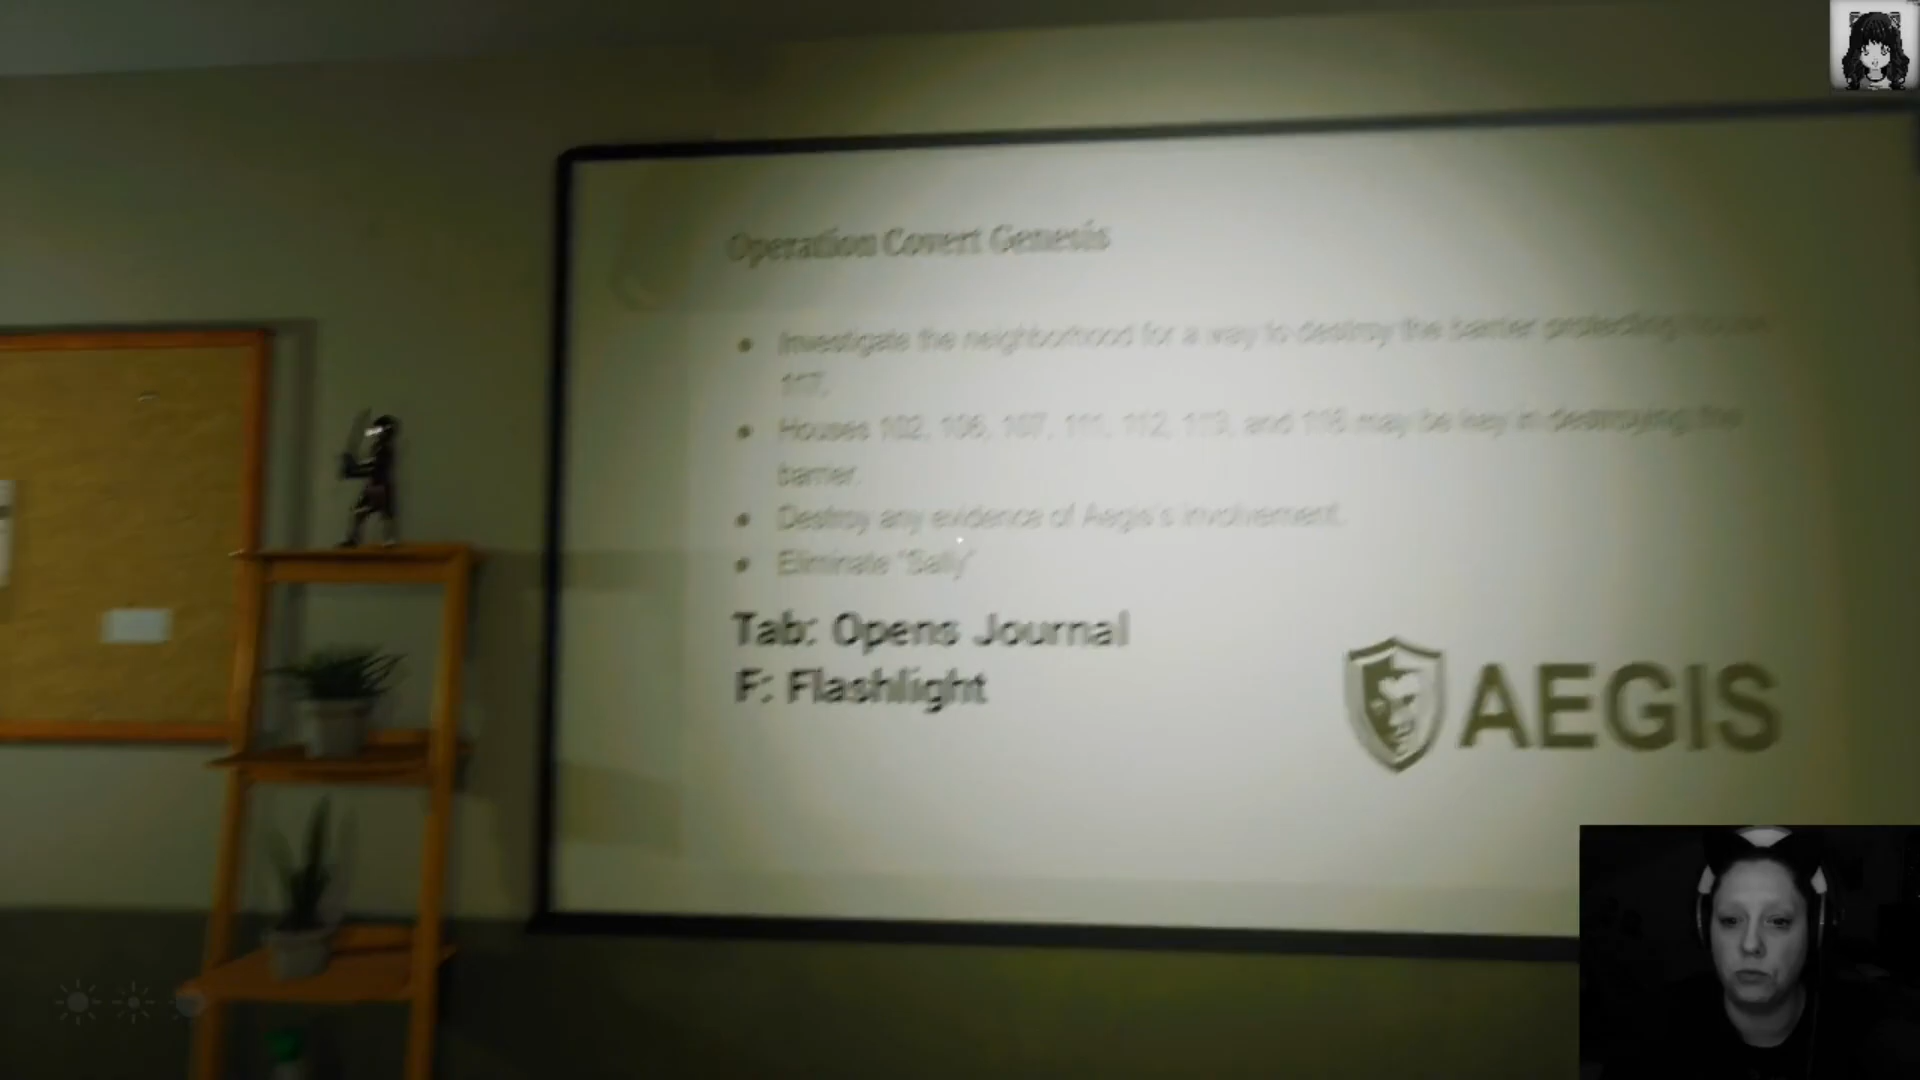 Operation Covert Genesis
Investigate the neighborhood for a way to destroy the barrier protecting house
117.
Houses 102, 106, 107, 111, 112, 113, and 118 may be key in destroying the
barrier.
Destroy any evidence of Aegis's involvement.
Eliminate "Sally"
Tab: Opens Journal
F: Flashlight
AEGIS